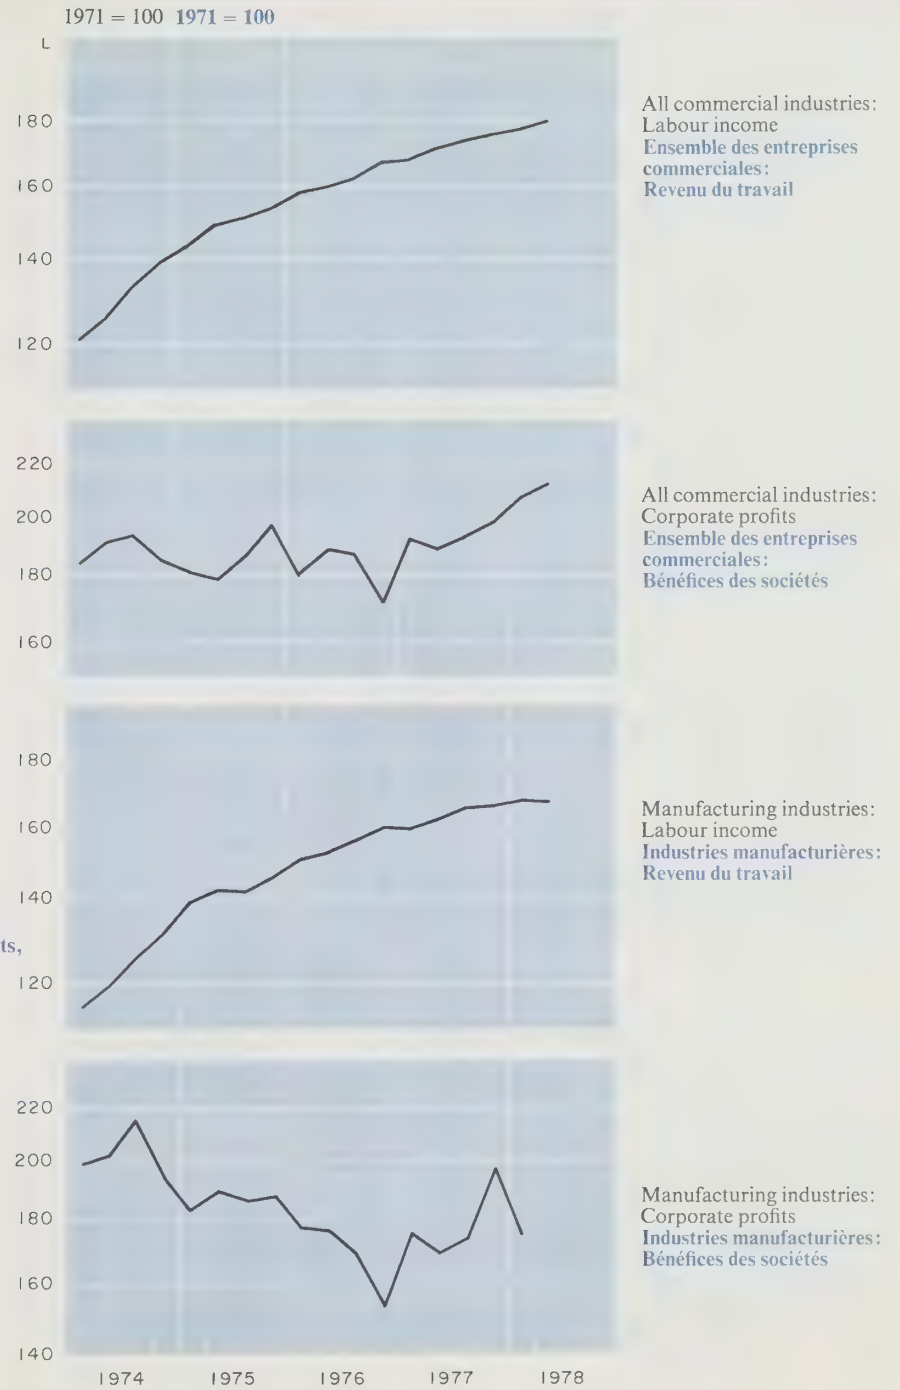 1971 = 100 1971 = 100
L
180
160
140
120
All commercial industries:
Labour income
Ensemble des entreprises
commerciales:
Revenu du travail
220
200
180
160
All commercial industries:
Corporate profits
Ensemble des entreprises
commerciales:
Bénéfices des sociétés
180
160
140
120
ts,
Manufacturing industries:
Labour income
Industries manufacturières:
Revenu du travail
220
200
180
160
140
Manufacturing industries:
Corporate profits
Industries manufacturières:
Bénéfices des sociétés
1974 1975 1976 1977 1978